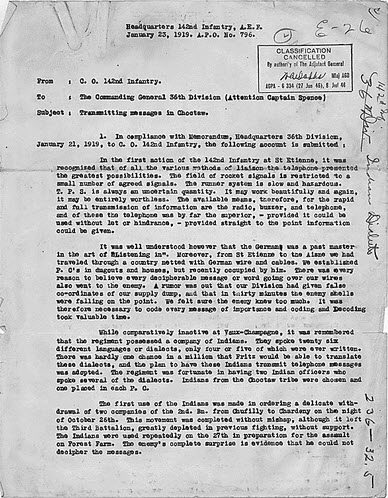 Headquarters 142nd Infantry, A.E.F.
January 23, 1919. A.P.O. No. 796.
E-26
CLASSIFICATION
CANCELLED
By authority of The Adjutant General
From : C. O. 142nd Infantry.
To : The Commanding General 36th Division (Attention Captain Spence)
Subject : Transmitting messages in Choctaw.
1. In compliance with Memorandum, Headquarters 36th Division,
January 21, 1919, to C. O. 142nd Infantry, the following account is submitted :
In the first action of the 142nd Infantry at St Etienne, it was
recognized that of all the various methods of liaison the telephone presented
the greatest possibilities. The field of rocket signals is restricted to a
small number of agreed signals. The runner system is slow and hazardous.
T. P. S. is always an uncertain quantity. It may work beautifully and again,
it may be entirely worthless. The available means, therefore, for the rapid
and full transmission of information are the radio, buzzer, and telephone,
and of these the telephone was by far the superior, - provided it could be
used without let or hindrance, - provided straight to the point information
could be given.
It was well understood however that the German was a past master
in the art of "Listening in". Moreover, from St Etienne to the Aisne we had
traveled through a country netted with German wire and cables. We established
P. C's in dugouts and houses, but recently occupied by him. There was every
reason to believe every decipherable message or word going over our wires
also went to the enemy. A rumor was out that our Division had given false
co-ordinates of our supply dump, and that in thirty minutes the enemy shells
were falling on the point. We felt sure the enemy knew too much. It was
therefore necessary to code every message of importance and coding and decoding
took valuable time.
While comparatively inactive at Vaux-Champagne, it was remembered
that the regiment possessed a company of Indians. They spoke twenty six
different languages or dialects, only four or five of which were ever written.
There was hardly one chance in a million that Fritz would be able to translate
these dialects, and the plan to have these Indians transmit telephone messages
was adopted. The regiment was fortunate in having two Indian officers who
spoke several of the dialects. Indians from the Choctaw tribe were chosen and
one placed in each P. C.
The first use of the Indians was made in ordering a delicate with-
drawal of two companies of the 2nd. Bn. from Chufilly to Chardeny on the night
of October 26th. This movement was completed without mishap, although it left
the Third Battalion, greatly depleted in previous fighting, without support.
The Indians were used repeatedly on the 27th in preparation for the assault
on Forest Farm. The enemy's complete surprise is evidence that he could not
decipher the messages.
236-32.5